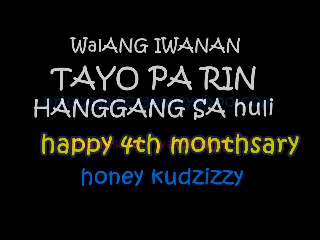 WalANG IWANAN
TAYO PA RIN
HANGGANG SA huli
happy 4th monthsary
honey kudzizzy